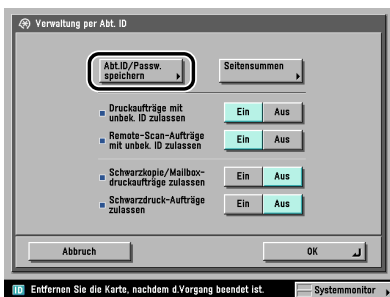 Verwaltung per Abt. ID
Abt.ID/Passw.
speichern
Seitensummen
Druckaufträge mit
unbek. ID zulassen
Ein Aus
Remote-Scan-Aufträge
mit unbek. ID zulassen
Ein Aus
Schwarzkopie/Mailbox-
druckaufträge zulassen
Ein Aus
Schwarzdruck-Aufträge
zulassen
Ein Aus
Abbruch
OK
ID Entfernen Sie die Karte, nachdem d.Vorgang beendet ist.
Systemmonitor